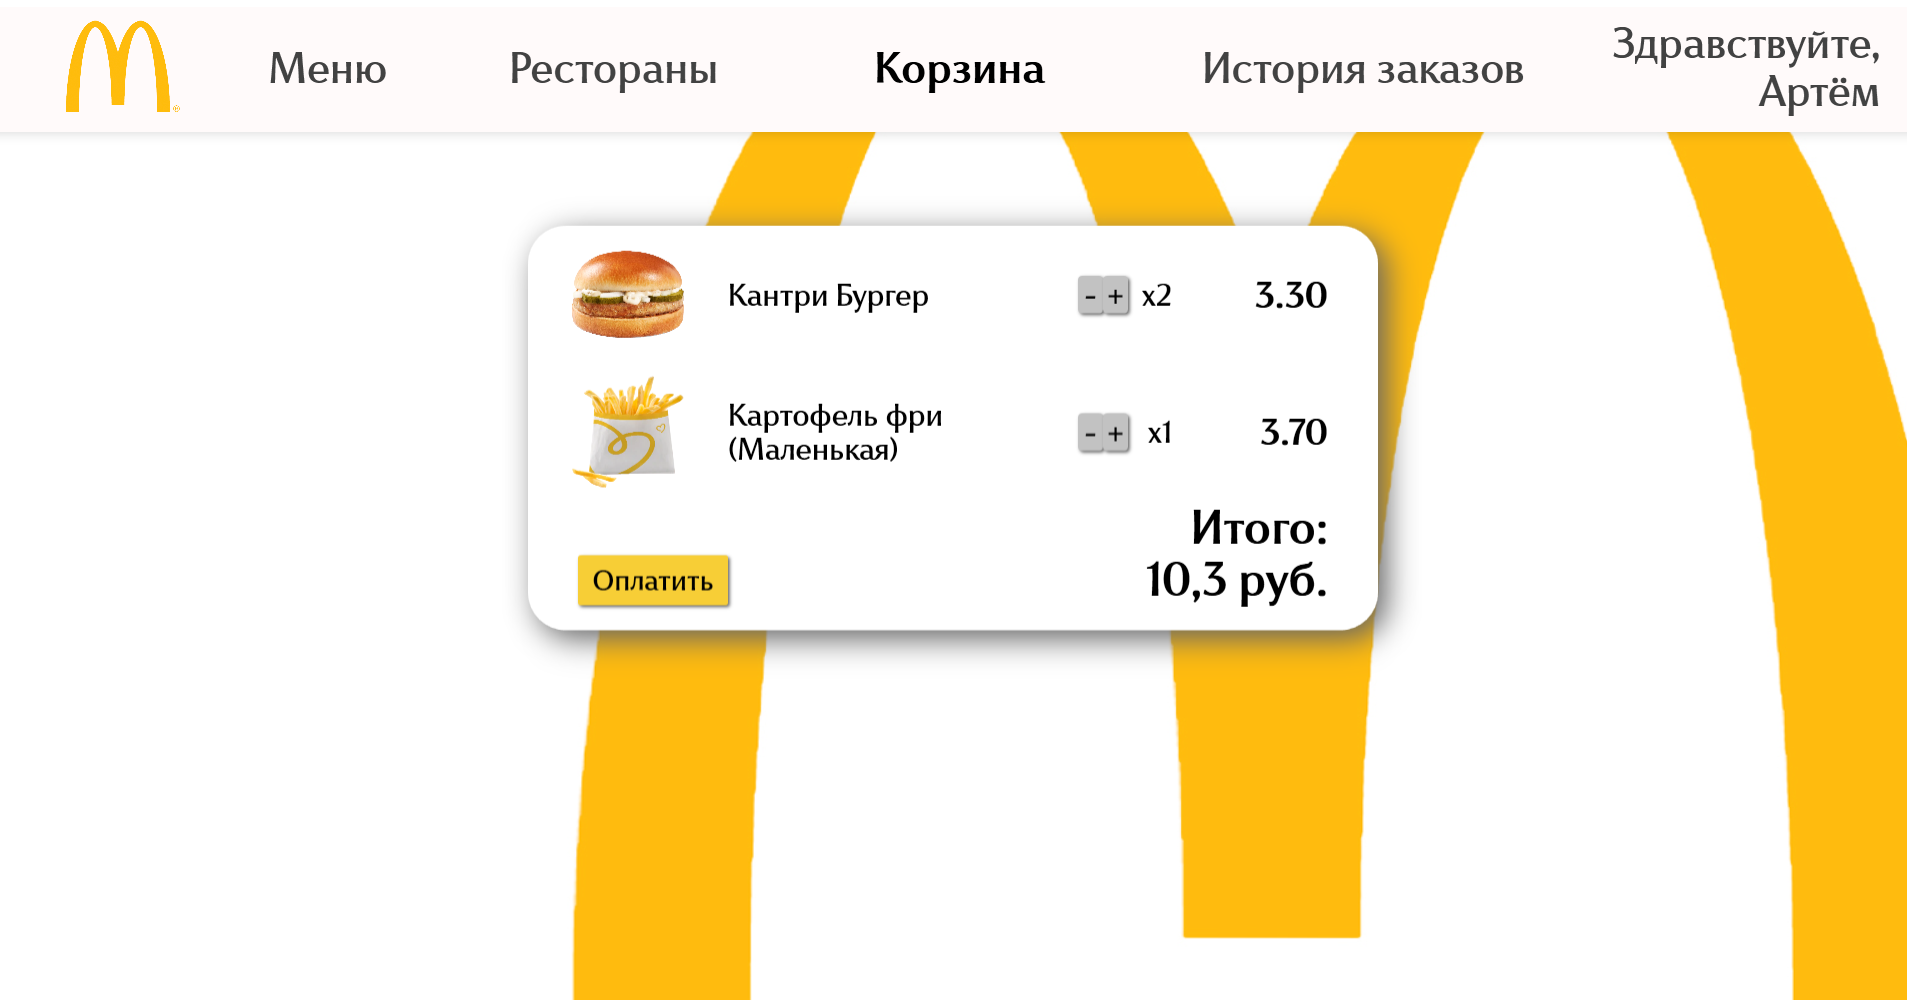 Меню
Рестораны
Корзина
История заказов
Здравствуйте,
Артём
Кантри Бургер
- + x2
3.30
Картофель фри
(Маленькая)
- + x1
3.70
Итого:
10,3 руб.
Оплатить